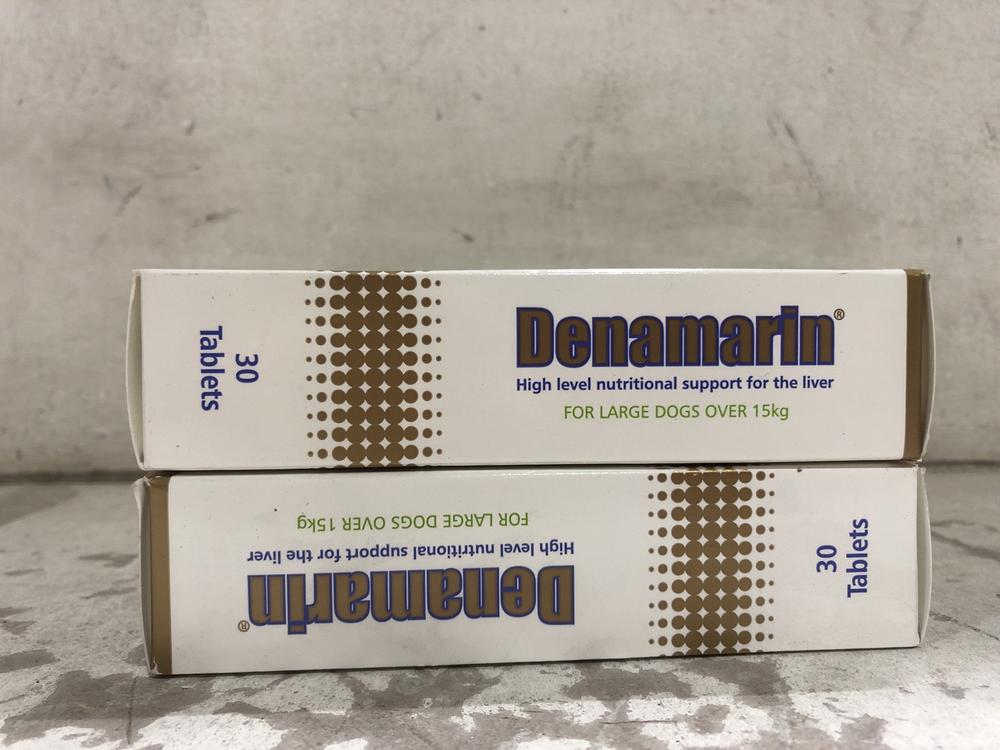 30
Tablets
Denamarin®
High level nutritional support for the liver
FOR LARGE DOGS OVER 15kg
Denamarin®
High level nutritional support for the liver
FOR LARGE DOGS OVER 15kg
30
Tablets